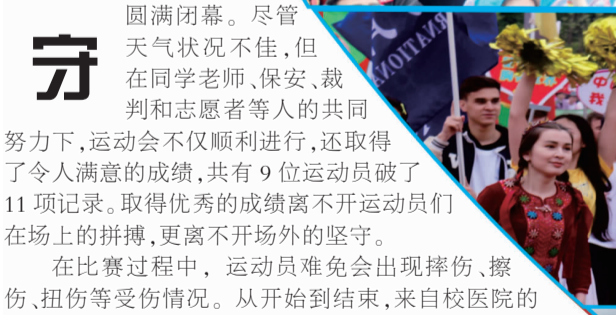 守
圆满闭幕。尽管
天气状况不佳,但
在同学老师、保安、裁
判和志愿者等人的共同
努力下,运动会不仅顺利进行,还取得
了令人满意的成绩,共有 9 位运动员破了
11 项记录。取得优秀的成绩离不开运动员们
在场上的拼搏,更离不开场外的坚守。
在比赛过程中，运动员难免会出现摔伤、擦
伤、扭伤等受伤情况。从开始到结束,来自校医院的
RNATIONA
中
我